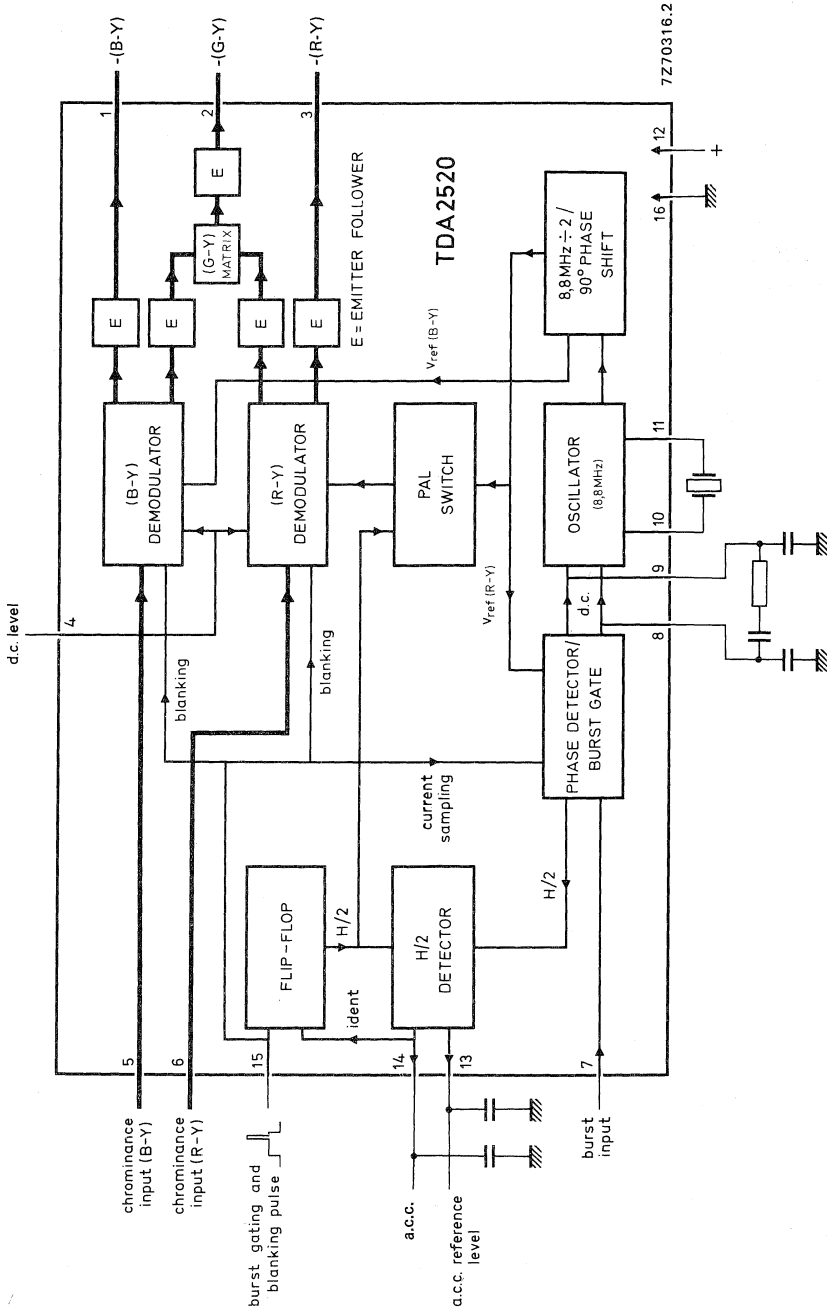 d.c. level
chrominance
input (B-Y)
5
4
blanking
(B-Y)
DEMODULATOR
E
E
1
-(B-Y)
chrominance
input (R-Y)
6
blanking
(R-Y)
DEMODULATOR
E
E
(G-Y)
MATRIX
E
2
-(G-Y)
3
-(R-Y)
E = EMITTER FOLLOWER
burst gating and
blanking pulse
15
FLIP-FLOP
H/2
ident
current
sampling
PAL
SWITCH
Vref (B-Y)
Vref (R-Y)
TDA2520
a.c.c.
14
a.c.c. reference
level
13
H/2
DETECTOR
H/2
burst
input
7
PHASE DETECTOR/
BURST GATE
d.c.
OSCILLATOR
(8,8MHz)
8,8MHz÷2/
90° PHASE
SHIFT
8
9
10
11
16
12
+
7Z70316.2